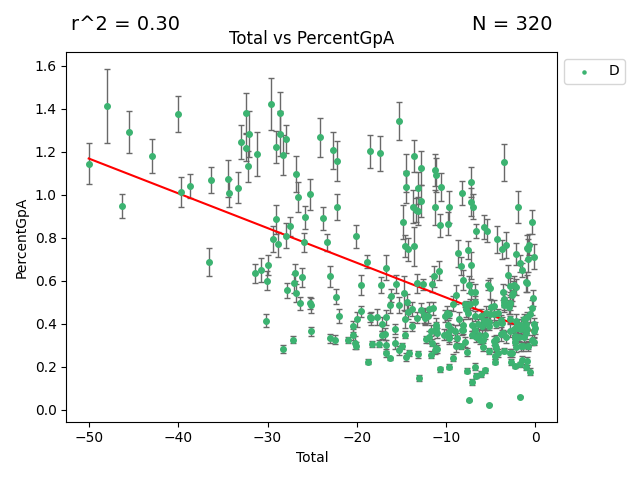 r^2 = 0.30
N = 320
Total vs PercentGpA
D
PercentGpA
1.6
1.4
1.2
1.0
0.8
0.6
0.4
0.2
0.0
−50
−40
−30
−20
−10
0
Total